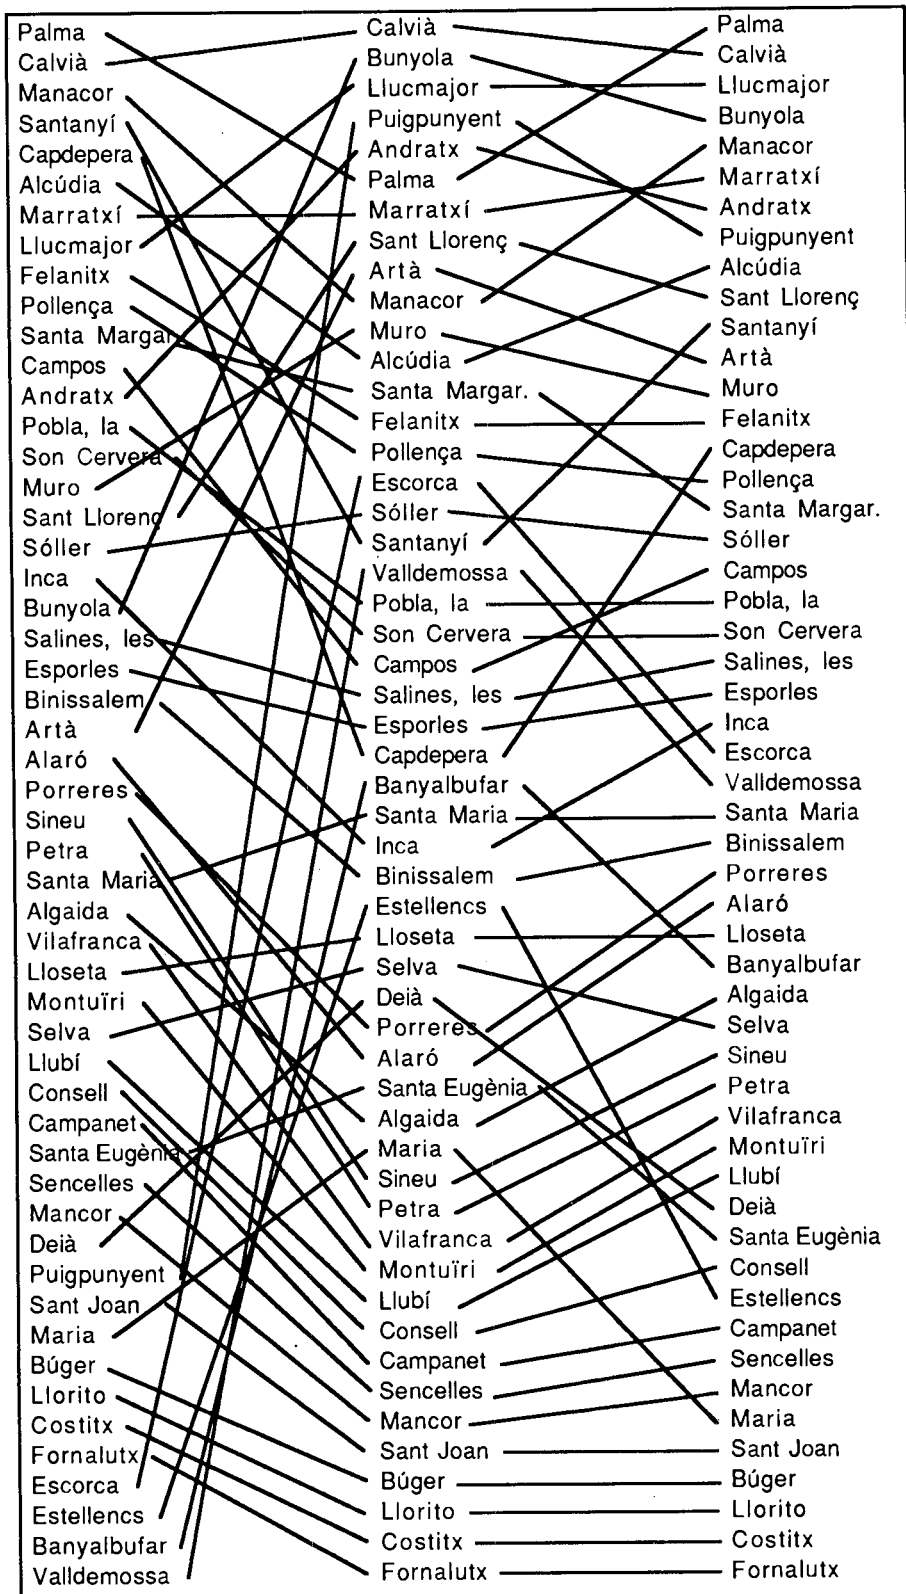 Palma Calvià Palma
Calvià Bunyola Calvià
Manacor Llucmajor Llucmajor
Santanyí Puigpunyent Bunyola
Capdepera Andratx Manacor
Alcúdia Palma Marratxí
Marratxí Marratxí Andratx
Llucmajor Sant Llorenç Puigpunyent
Felanitx Artà Alcúdia
Pollença Manacor Sant Llorenç
Santa Margar. Muro Santanyí
Campos Alcúdia Artà
Andratx Santa Margar. Muro
Pobla, la Felanitx Felanitx
Son Cervera Pollença Capdepera
Muro Escorca Pollença
Sant Llorenç Sóller Santa Margar.
Sóller Santanyí Sóller
Inca Valldemossa Campos
Bunyola Pobla, la Pobla, la
Salines, les Son Cervera Son Cervera
Esporles Campos Salines, les
Binissalem Salines, les Esporles
Artà Esporles Inca
Alaró Capdepera Escorca
Porreres Banyalbufar Valldemossa
Sineu Santa Maria Santa Maria
Petra Inca Binissalem
Santa Maria Binissalem Porreres
Algaida Estellencs Alaró
Vilafranca Lloseta Lloseta
Lloseta Selva Banyalbufar
Montuïri Deià Algaida
Selva Porreres Selva
Llubí Alaró Sineu
Consell Santa Eugènia Petra
Campanet Algaida Vilafranca
Santa Eugènia Maria Montuïri
Sencelles Sineu Llubí
Mancor Petra Deià
Deià Vilafranca Santa Eugènia
Puigpunyent Montuïri Consell
Sant Joan Llubí Estellencs
Maria Consell Campanet
Búger Campanet Sencelles
Llorito Sencelles Mancor
Costitx Mancor Maria
Fornalutx Sant Joan Sant Joan
Escorca Búger Búger
Estellencs Llorito Llorito
Banyalbufar Costitx Costitx
Valldemossa Fornalutx Fornalutx